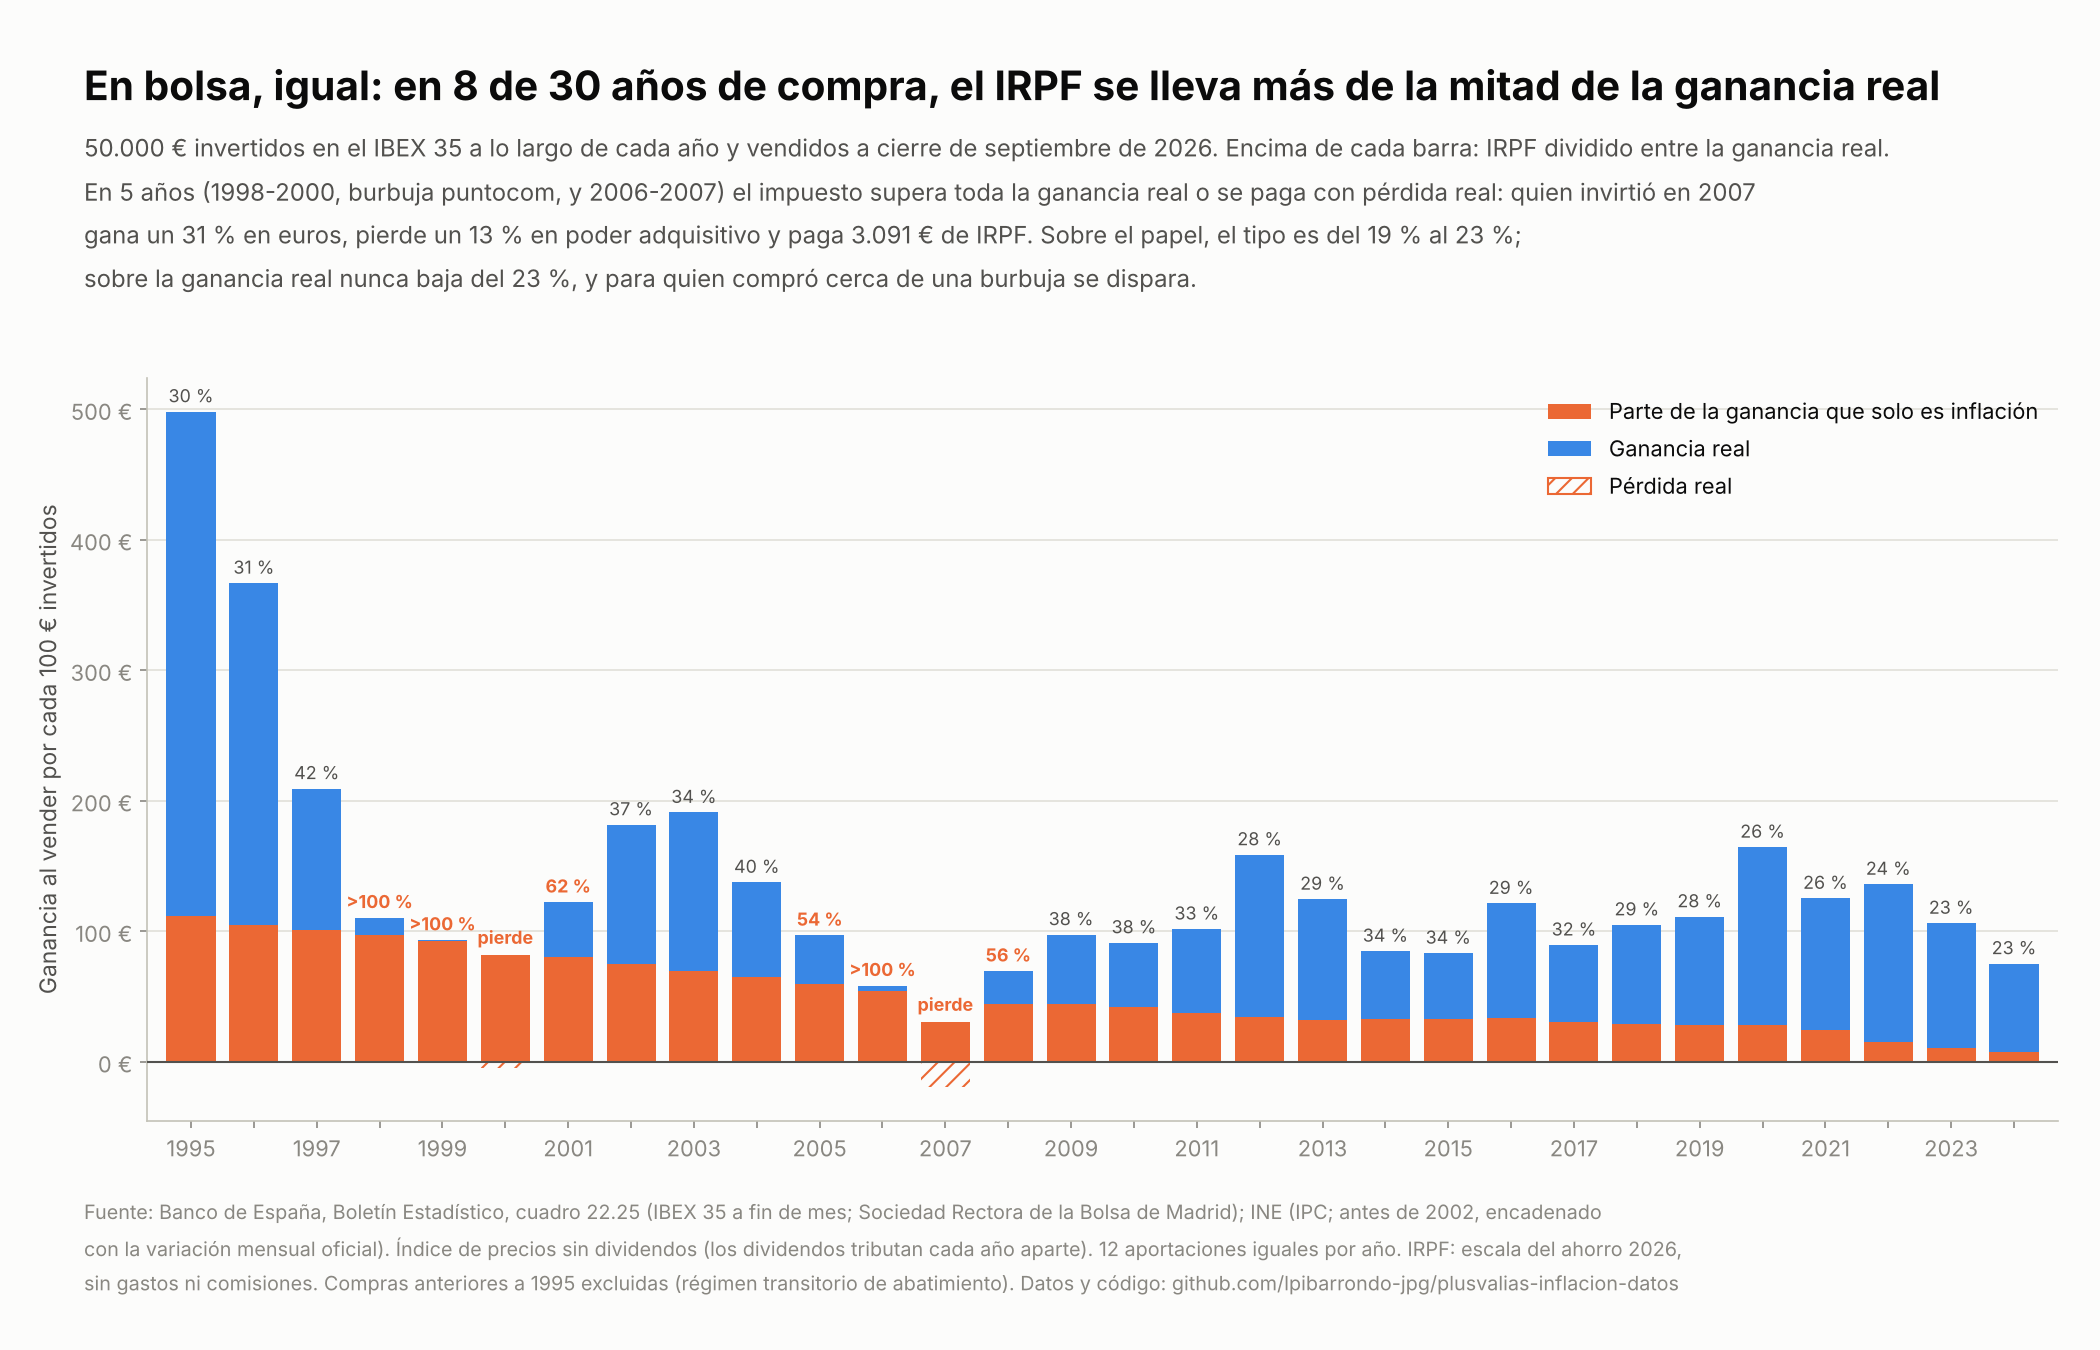 En bolsa, igual: en 8 de 30 años de compra, el IRPF se lleva más de la mitad de la ganancia real
50.000 € invertidos en el IBEX 35 a lo largo de cada año y vendidos a cierre de septiembre de 2026. Encima de cada barra: IRPF dividido entre la ganancia real.
En 5 años (1998-2000, burbuja puntocom, y 2006-2007) el impuesto supera toda la ganancia real o se paga con pérdida real: quien invirtió en 2007
gana un 31 % en euros, pierde un 13 % en poder adquisitivo y paga 3.091 € de IRPF. Sobre el papel, el tipo es del 19 % al 23 %;
sobre la ganancia real nunca baja del 23 %, y para quien compró cerca de una burbuja se dispara.
Ganancia al vender por cada 100 € invertidos
500 €
400 €
300 €
200 €
100 €
0 €
Parte de la ganancia que solo es inflación
Ganancia real
Pérdida real
30 %
31 %
42 %
>100 %
>100 %
pierde
62 %
37 %
34 %
40 %
54 %
>100 %
pierde
56 %
38 %
38 %
33 %
28 %
29 %
34 %
34 %
29 %
32 %
29 %
28 %
26 %
26 %
24 %
23 %
23 %
1995 1997 1999 2001 2003 2005 2007 2009 2011 2013 2015 2017 2019 2021 2023
Fuente: Banco de España, Boletín Estadístico, cuadro 22.25 (IBEX 35 a fin de mes; Sociedad Rectora de la Bolsa de Madrid); INE (IPC; antes de 2002, encadenado
con la variación mensual oficial). Índice de precios sin dividendos (los dividendos tributan cada año aparte). 12 aportaciones iguales por año. IRPF: escala del ahorro 2026,
sin gastos ni comisiones. Compras anteriores a 1995 excluidas (régimen transitorio de abatimiento). Datos y código: github.com/lpibarrondo-jpg/plusvalias-inflacion-datos